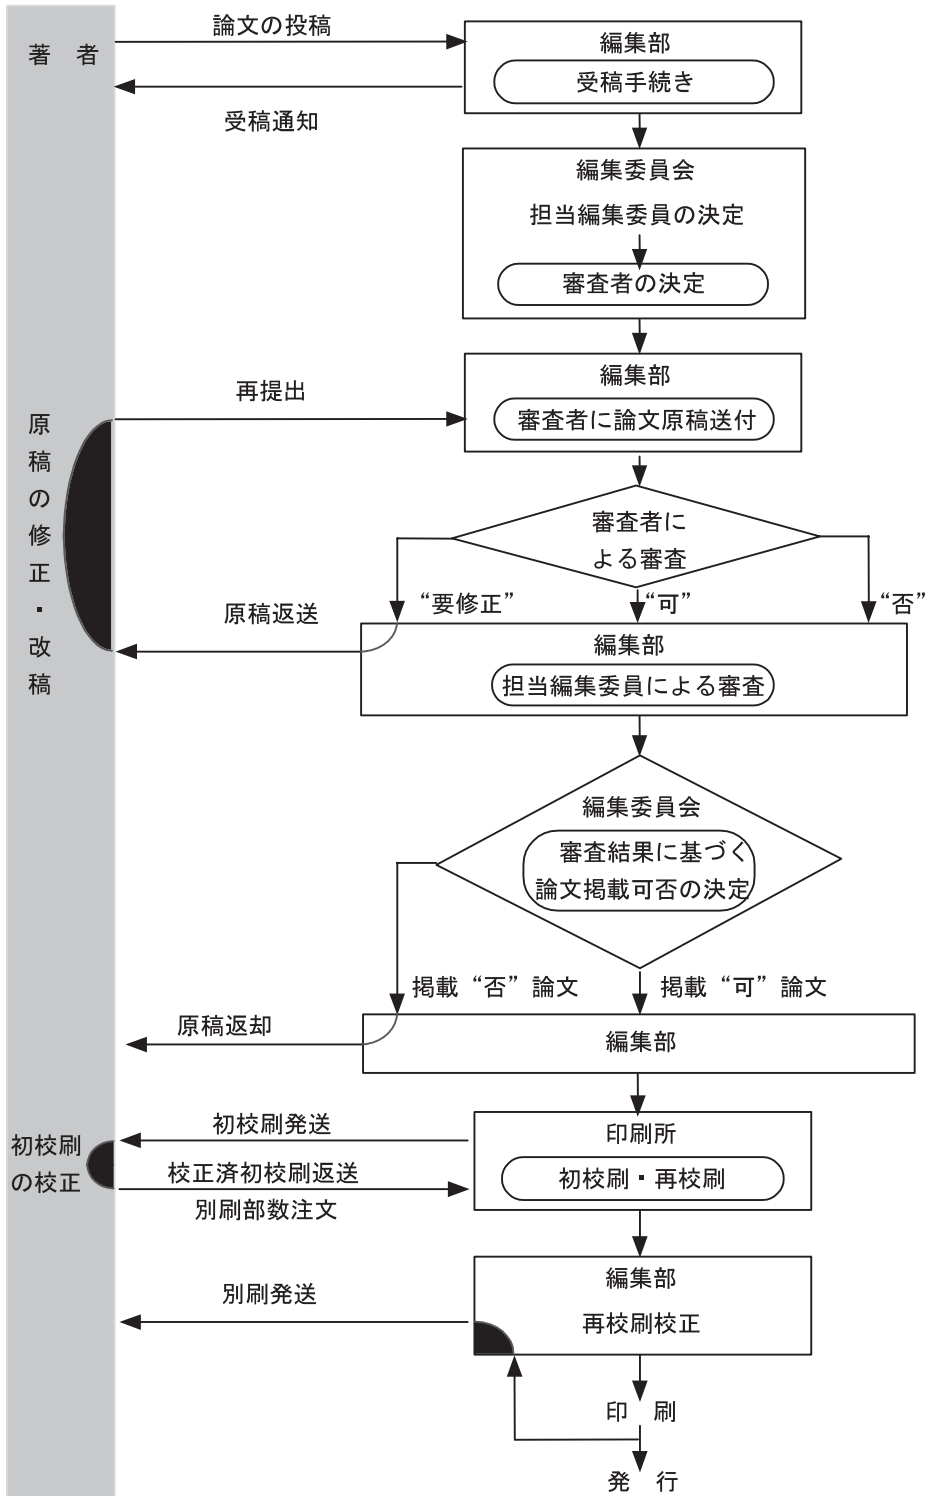 論文の投稿
編集部
著 者
受稿手続き
受稿通知
編集委員会
担当編集委員の決定
審査者の決定
編集部
再提出
審査者に論文原稿送付
原稿の修正・改稿
審査者に
よる審査
“要修正”
“可”
“否”
原稿返送
編集部
担当編集委員による審査
編集委員会
審査結果に基づく
論文掲載可否の決定
掲載“否”論文
掲載“可”論文
原稿返却
編集部
初校刷発送
印刷所
初校刷
の校正
校正済初校刷返送
初校刷・再校刷
別刷部数注文
編集部
別刷発送
再校刷校正
印 刷
発 行